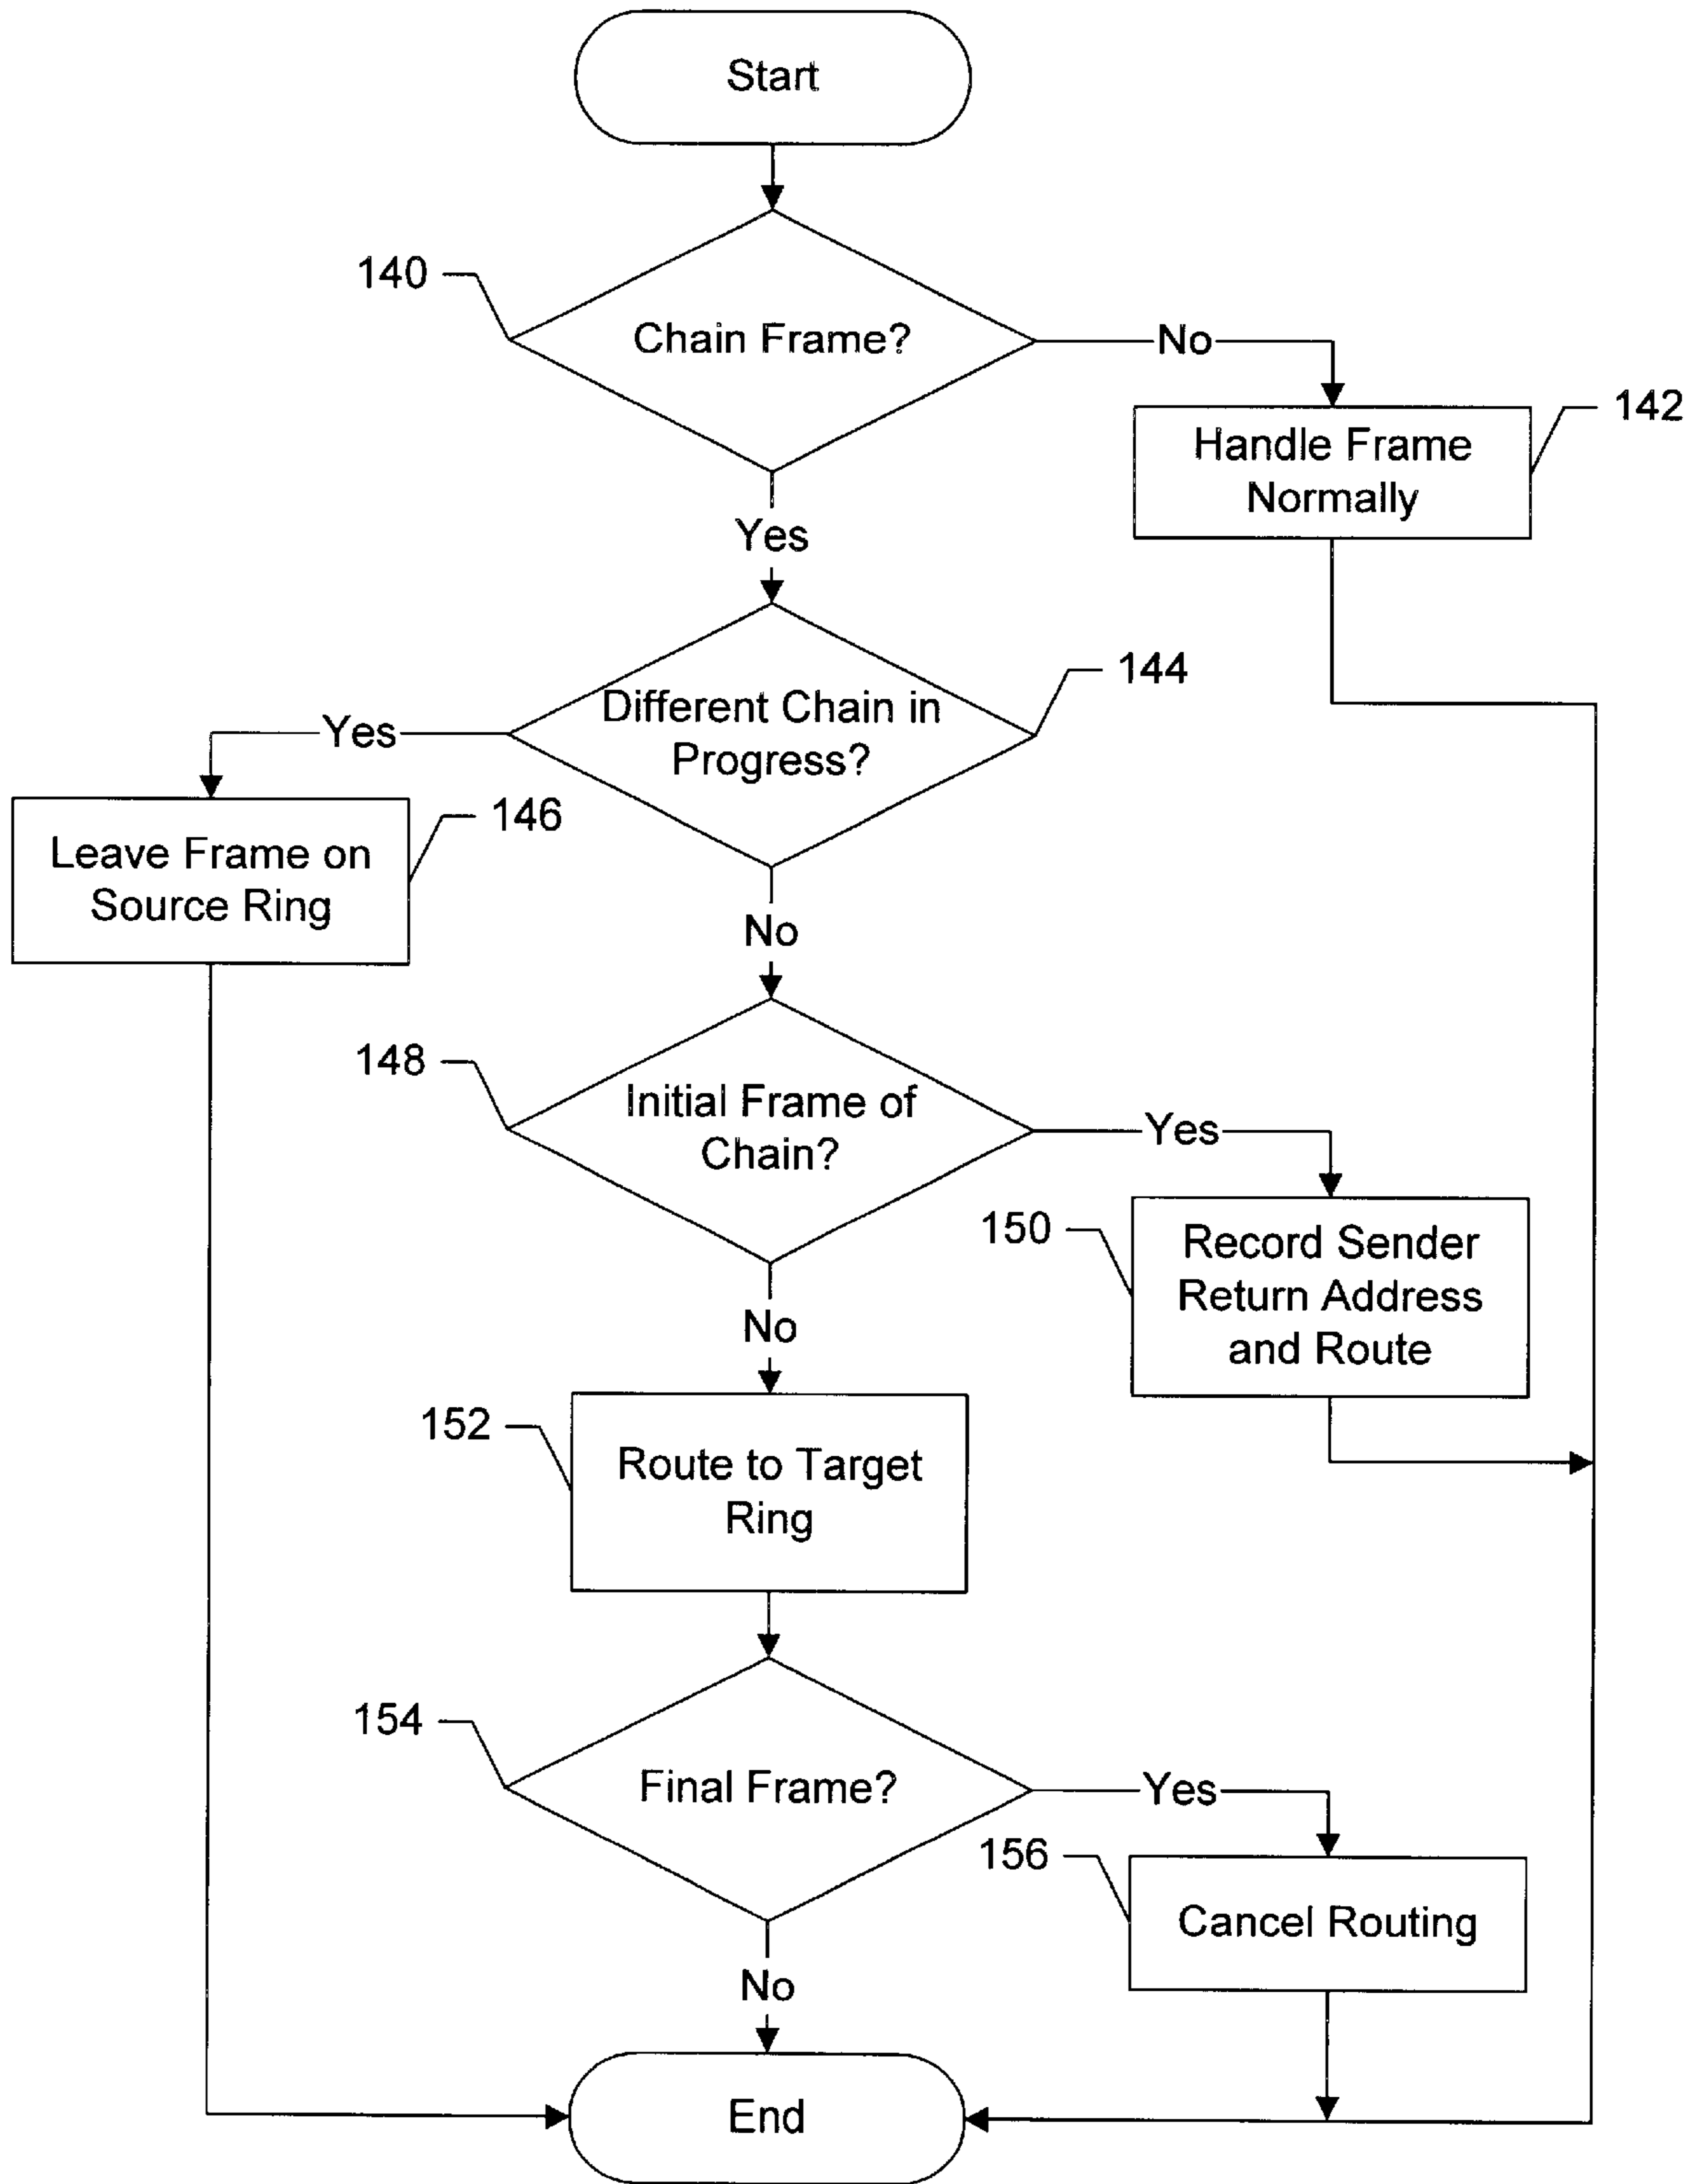 Start
140
Chain Frame?
No
142
Handle Frame
Normally
Yes
144
Different Chain in
Progress?
Yes
146
Leave Frame on
Source Ring
No
148
Initial Frame of
Chain?
Yes
150
Record Sender
Return Address
and Route
No
152
Route to Target
Ring
154
Final Frame?
Yes
156
Cancel Routing
No
End